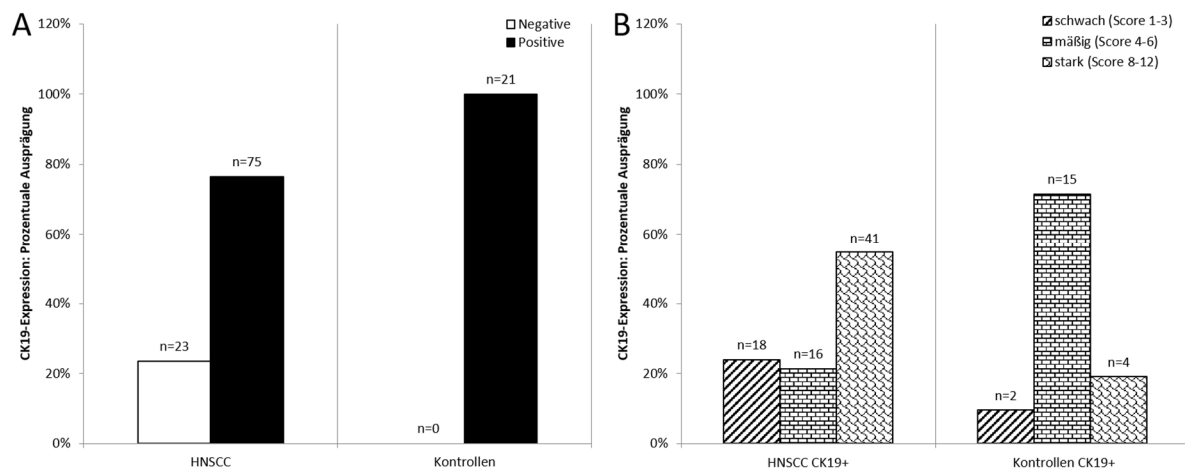 A
CK19-Expression: Prozentuale Ausprägung
120%
100%
80%
60%
40%
20%
0%
Negative
Positive
n=23
n=75
n=0
n=21
HNSCC
Kontrollen
B
CK19-Expression: Prozentuale Ausprägung
120%
100%
80%
60%
40%
20%
0%
schwach (Score 1-3)
mäßig (Score 4-6)
stark (Score 8-12)
n=18
n=16
n=41
n=2
n=15
n=4
HNSCC CK19+
Kontrollen CK19+